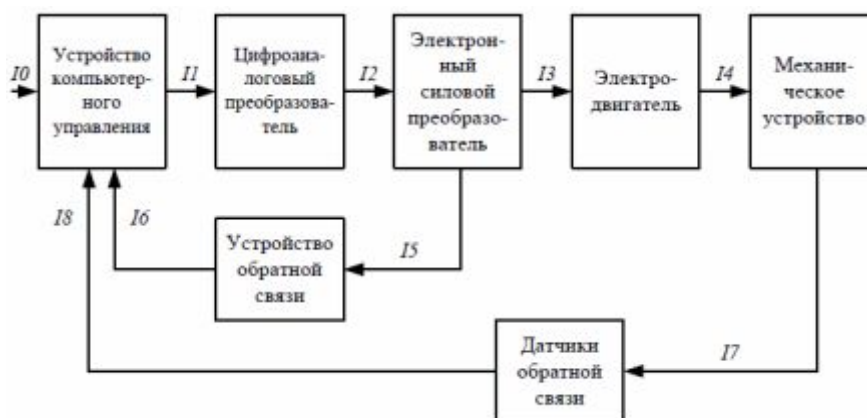 I0
Устройство
компьютер-
ного
управления
I1
Цифроана-
логовый
преобразова-
тель
I2
Электрон-
ный
силовой
преобразо-
ватель
I3
Электро-
двигатель
I4
Механи-
ческое
устройство
I8
I6
Устройство
обратной
связи
I5
Датчики
обратной
связи
I7